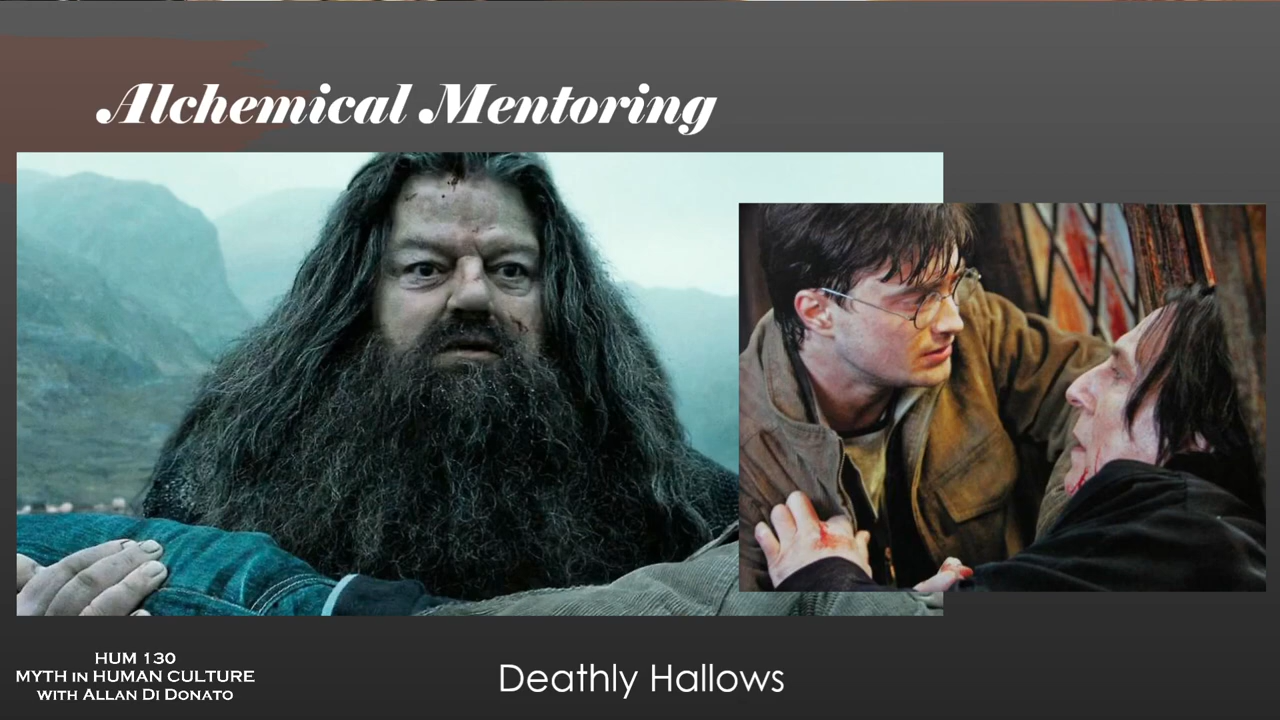 Alchemical Mentoring
HUM 130
MYTH in HUMAN CULTURE
WITH ALLAN DI DONATO
Deathly Hallows